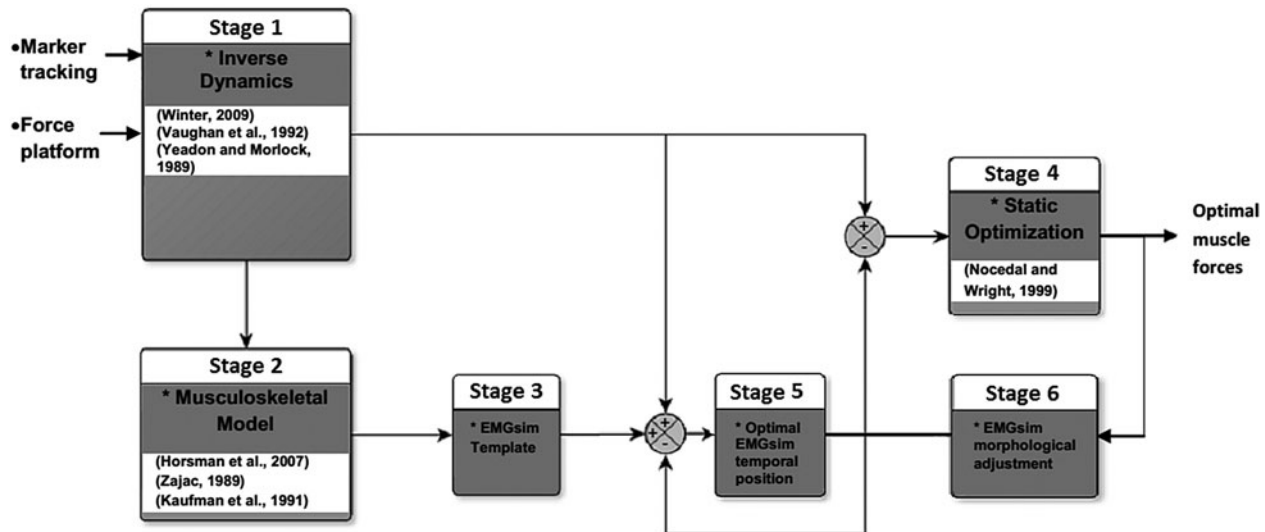 •Marker
tracking
•Force
platform
Stage 1
* Inverse
Dynamics
(Winter, 2009)
(Vaughan et al., 1992)
(Yeadon and Morlock,
1989)
Stage 2
* Musculoskeletal
Model
(Horsman et al., 2007)
(Zajac, 1989)
(Kaufman et al., 1991)
Stage 3
* EMGsim
Template
+
+
-
Stage 5
* Optimal
EMGsim
temporal
position
+
-
Stage 4
* Static
Optimization
(Nocedal and
Wright, 1999)
Stage 6
* EMGsim
morphological
adjustment
Optimal
muscle
forces